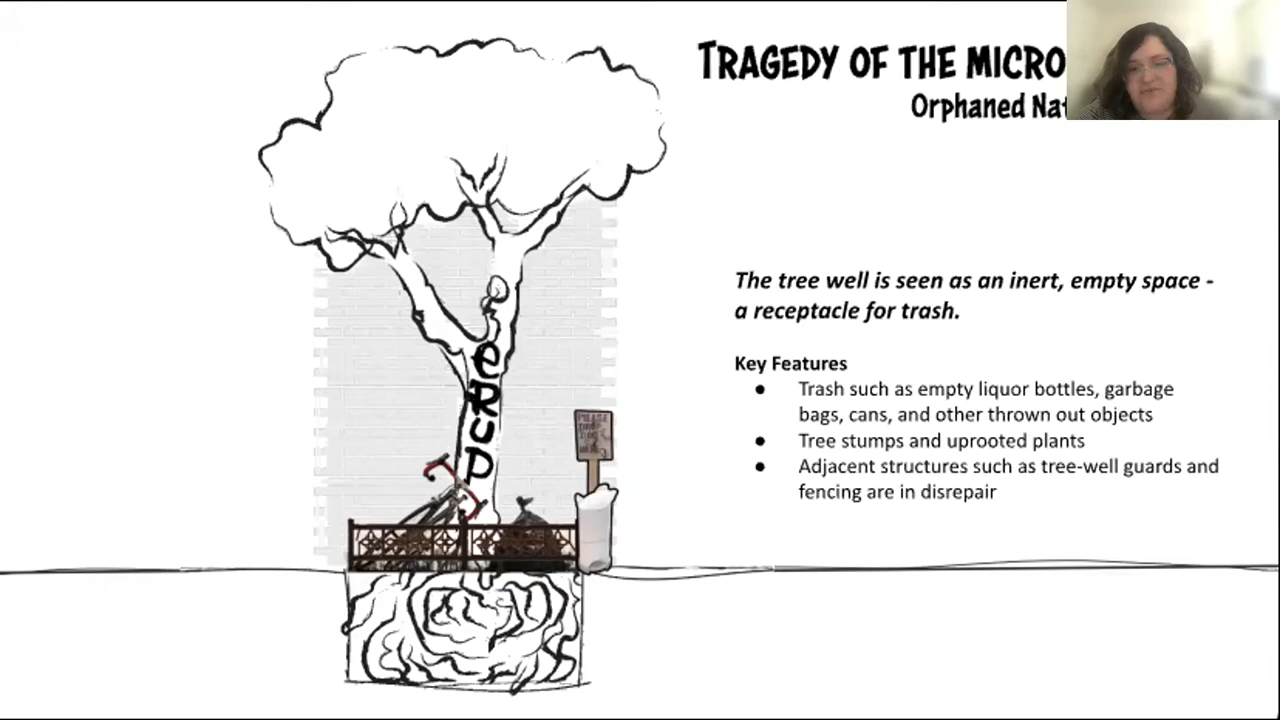 TRAGEDY OF THE MICRO
Orphaned Nat
The tree well is seen as an inert, empty space -
a receptacle for trash.
Key Features
● Trash such as empty liquor bottles, garbage
bags, cans, and other thrown out objects
● Tree stumps and uprooted plants
● Adjacent structures such as tree-well guards and
fencing are in disrepair
PLEASE